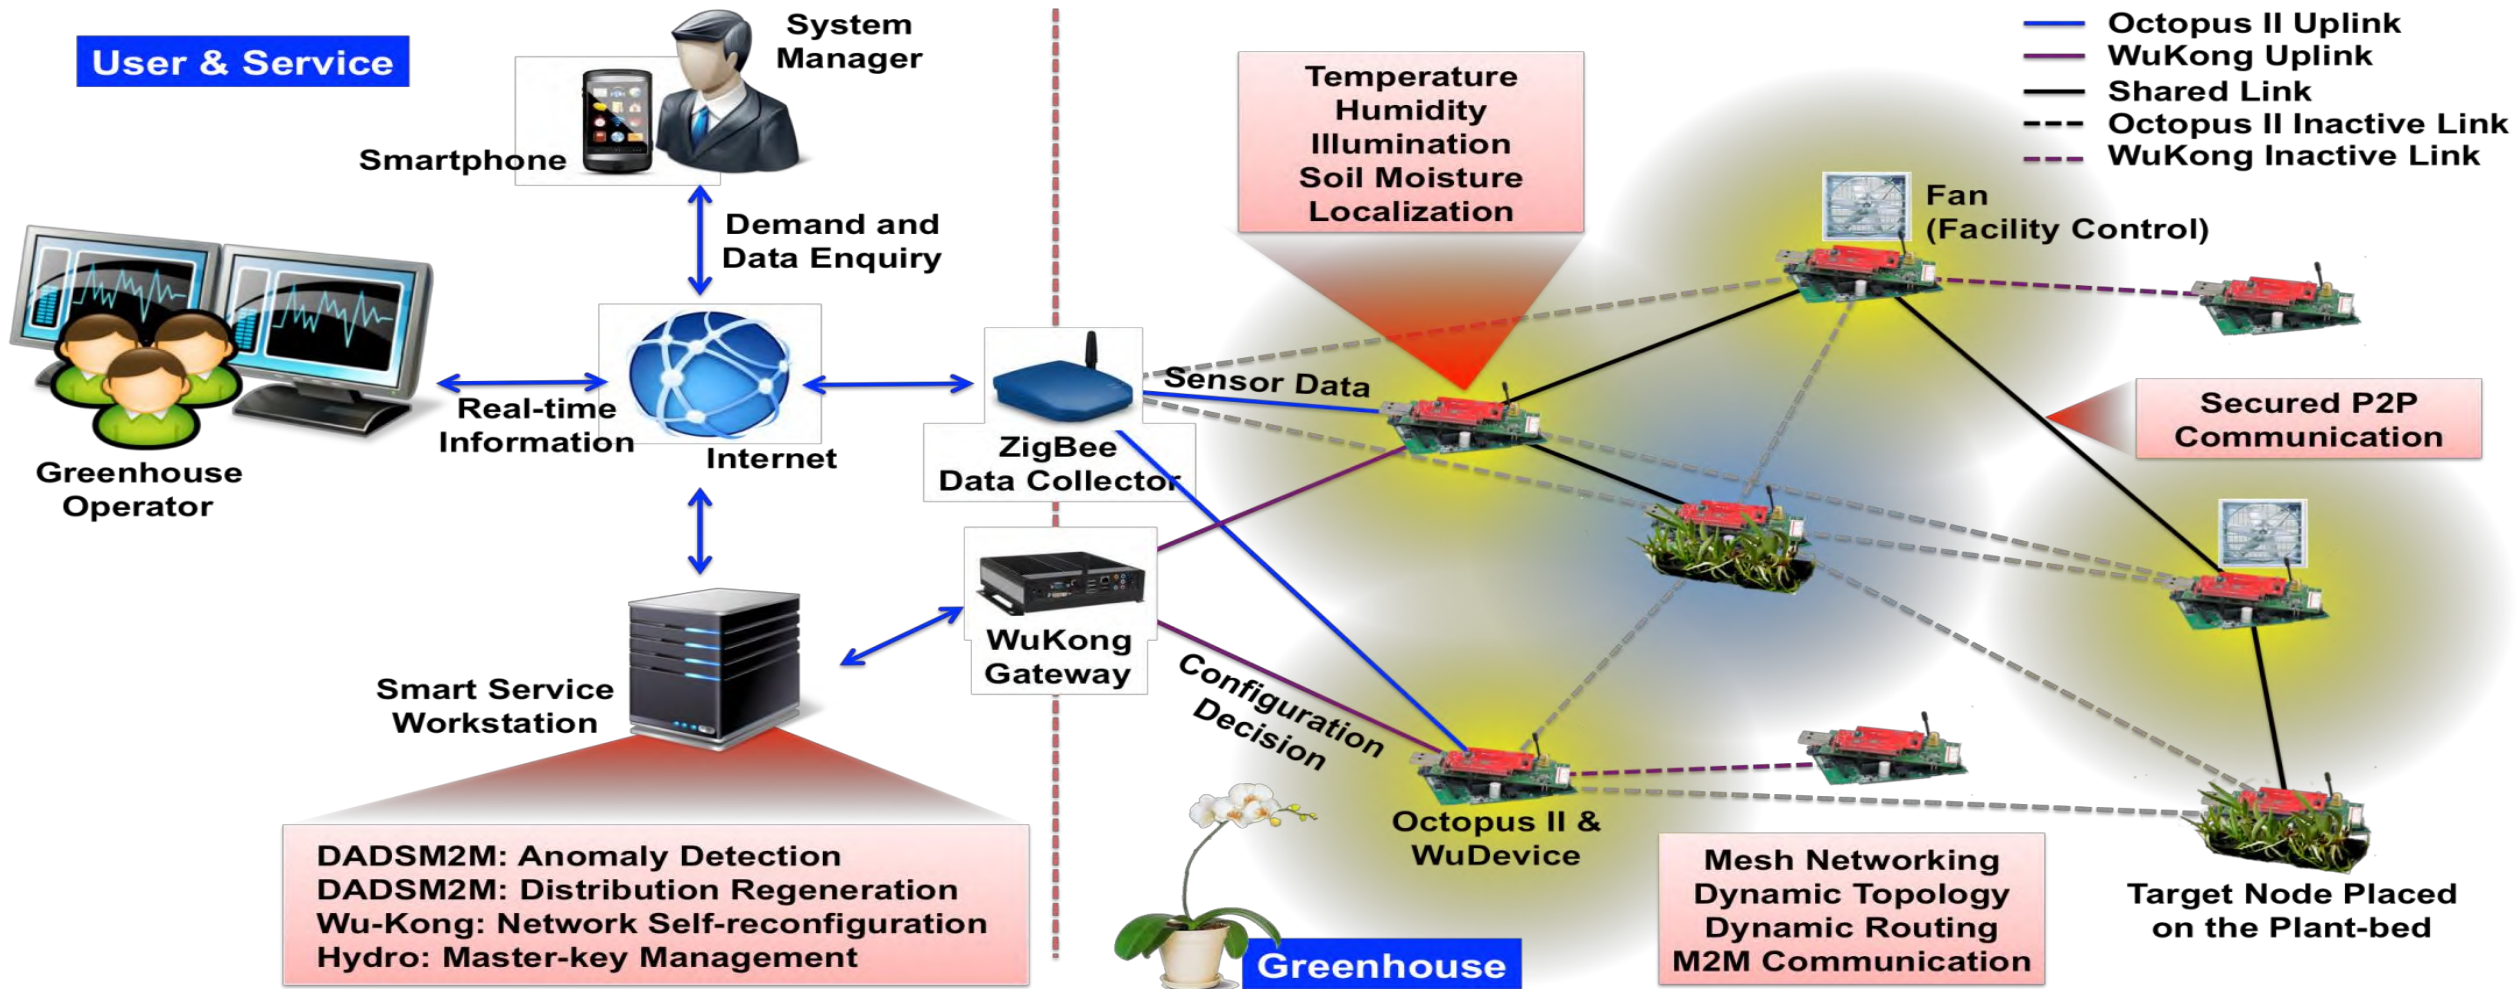 User & Service
System
Manager
Smartphone
Demand and
Data Enquiry
Real-time
Information
Internet
Greenhouse
Operator
ZigBee
Data Collector
WuKong
Gateway
Smart Service
Workstation
DADSM2M: Anomaly Detection
DADSM2M: Distribution Regeneration
Wu-Kong: Network Self-reconfiguration
Hydro: Master-key Management
Temperature
Humidity
Illumination
Soil Moisture
Localization
Octopus II Uplink
WuKong Uplink
Shared Link
Octopus II Inactive Link
WuKong Inactive Link
Fan
(Facility Control)
Sensor Data
Secured P2P
Communication
Configuration
Decision
Octopus II &
WuDevice
Mesh Networking
Dynamic Topology
Dynamic Routing
M2M Communication
Target Node Placed
on the Plant-bed
Greenhouse